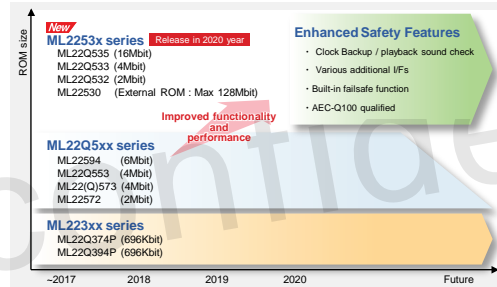 New
ML2253x series Release in 2020 year
ML22Q535 (16Mbit)
ML22Q533 (4Mbit)
ML22Q532 (2Mbit)
ML22530 (External ROM : Max 128Mbit)
Enhanced Safety Features
・ Clock Backup / playback sound check
・ Various additional I/Fs
・ Built-in failsafe function
・ AEC-Q100 qualified
Improved functionality
and
performance
ML22Q5xx series
ML22594 (6Mbit)
ML22Q553 (4Mbit)
ML22(Q)573 (4Mbit)
ML22572 (2Mbit)
ML223xx series
ML22Q374P (696Kbit)
ML22Q394P (696Kbit)
ROM size
~2017 2018 2019 2020 Future